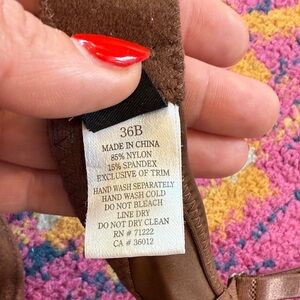 36B
MADE IN CHINA
85% NYLON
15% SPANDEX
EXCLUSIVE OF TRIM
HAND WASH SEPARATELY
HAND WASH COLD
DO NOT BLEACH
LINE DRY
DO NOT DRY CLEAN
RN # 71222
CA # 36012